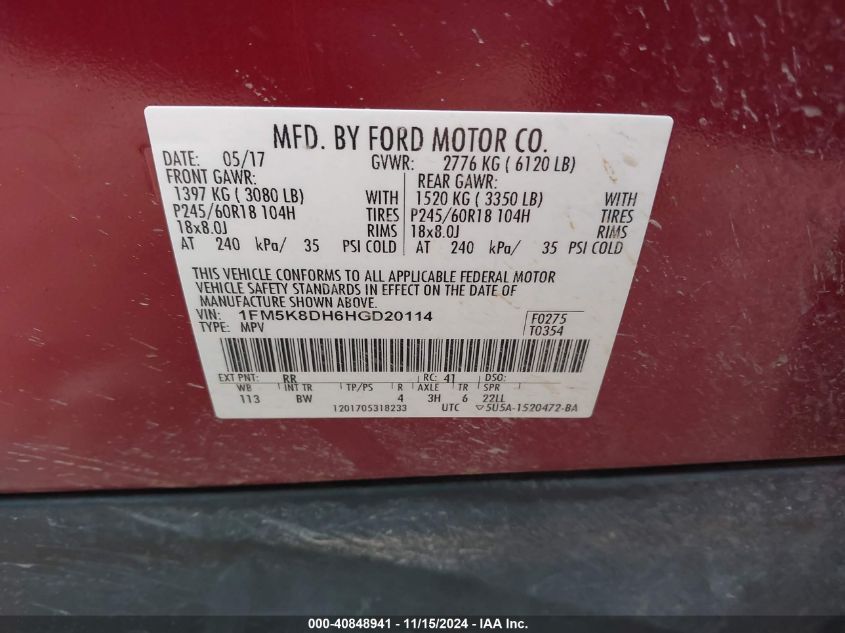 MFD. BY FORD MOTOR CO.
DATE: 05/17 GVWR: 2776 KG ( 6120 LB)
FRONT GAWR: REAR GAWR:
1397 KG ( 3080 LB) WITH 1520 KG ( 3350 LB) WITH
P245/60R18 104H TIRES P245/60R18 104H TIRES
18x8.0J RIMS 18x8.0J RIMS
AT 240 kPa/ 35 PSI COLD AT 240 kPa/ 35 PSI COLD
THIS VEHICLE CONFORMS TO ALL APPLICABLE FEDERAL MOTOR
VEHICLE SAFETY STANDARDS IN EFFECT ON THE DATE OF
MANUFACTURE SHOWN ABOVE.
VIN: 1FM5K8DH6HGD20114 F0275
TYPE: MPV T0354
EXT PNT: RR RC: 41 DSO:
WB INT TR TP/PS R AXLE TR SPR
113 BW 4 3H 6 22LL
1201705318233 UTC ▽5U5A-1520472-BA
000-40848941 - 11/15/2024 - IAA Inc.